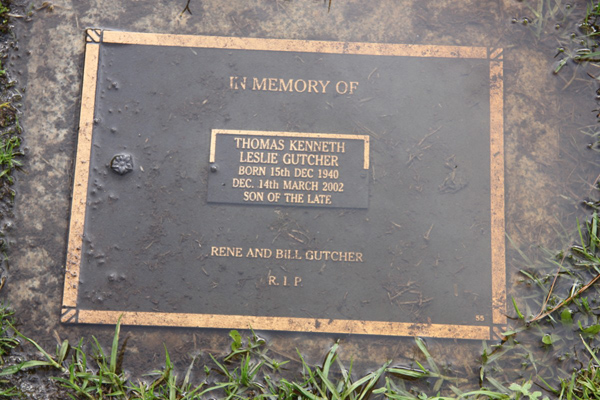 IN MEMORY OF
THOMAS KENNETH
LESLIE GUTCHER
BORN 15th DEC 1940
DEC. 14th MARCH 2002
SON OF THE LATE
RENE AND BILL GUTCHER
R.I.P
55